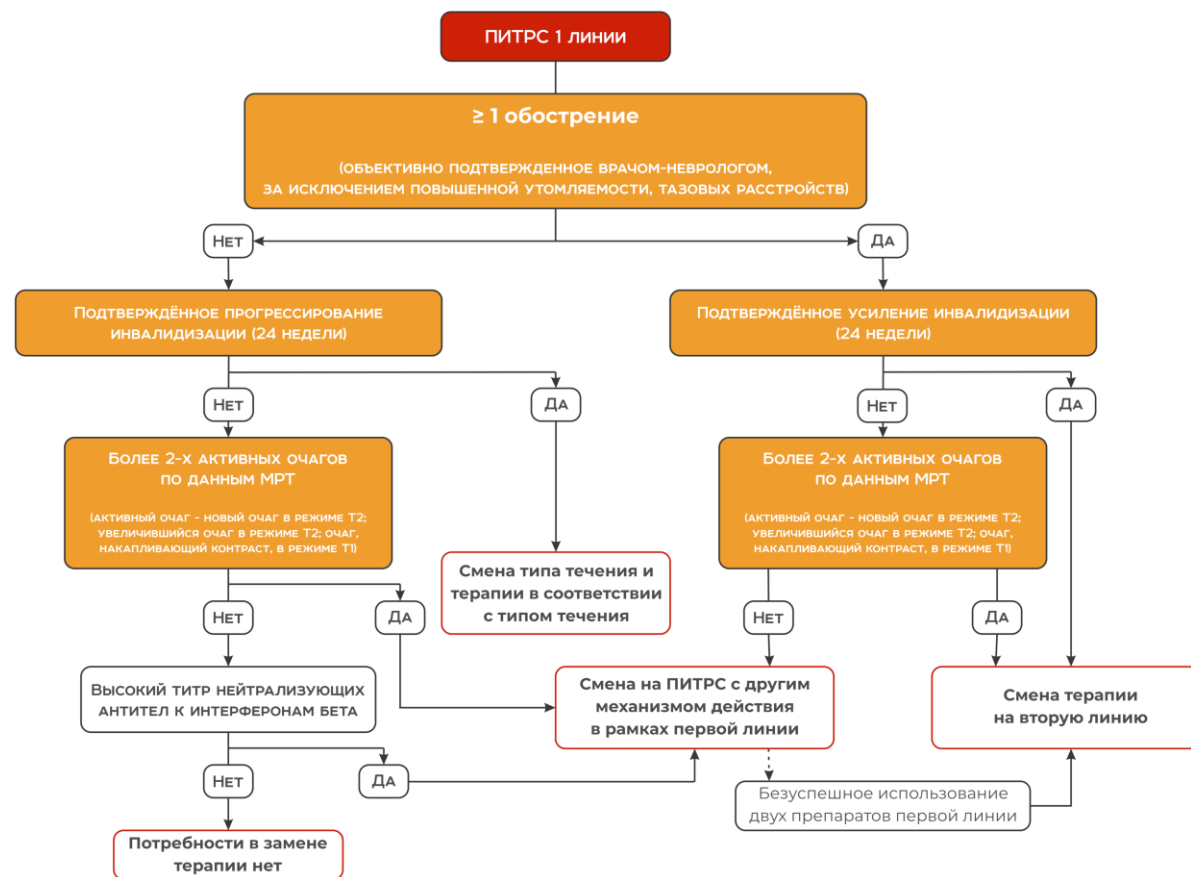 ПИТРС 1 линии
≥ 1 обострение
(объективно подтвержденное врачом-неврологом,
за исключением повышенной утомляемости, тазовых расстройств)
Нет
Да
Подтверждённое прогрессирование
инвалидизации (24 недели)
Подтверждённое усиление инвалидизации
(24 недели)
Нет
Да
Нет
Да
Более 2-х активных очагов
по данным МРТ
(активный очаг – новый очаг в режиме Т2;
увеличившийся очаг в режиме Т2; очаг,
накапливающий контраст, в режиме Т1)
Более 2-х активных очагов
по данным МРТ
(активный очаг – новый очаг в режиме Т2;
увеличившийся очаг в режиме Т2; очаг,
накапливающий контраст, в режиме Т1)
Смена типа течения и
терапии в соответствии
с типом течения
Нет
Да
Нет
Да
Высокий титр нейтрализующих
антител к интерферонам бета
Смена на ПИТРС с другим
механизмом действия
в рамках первой линии
Смена терапии
на вторую линию
Нет
Да
Безуспешное использование
двух препаратов первой линии
Потребности в замене
терапии нет